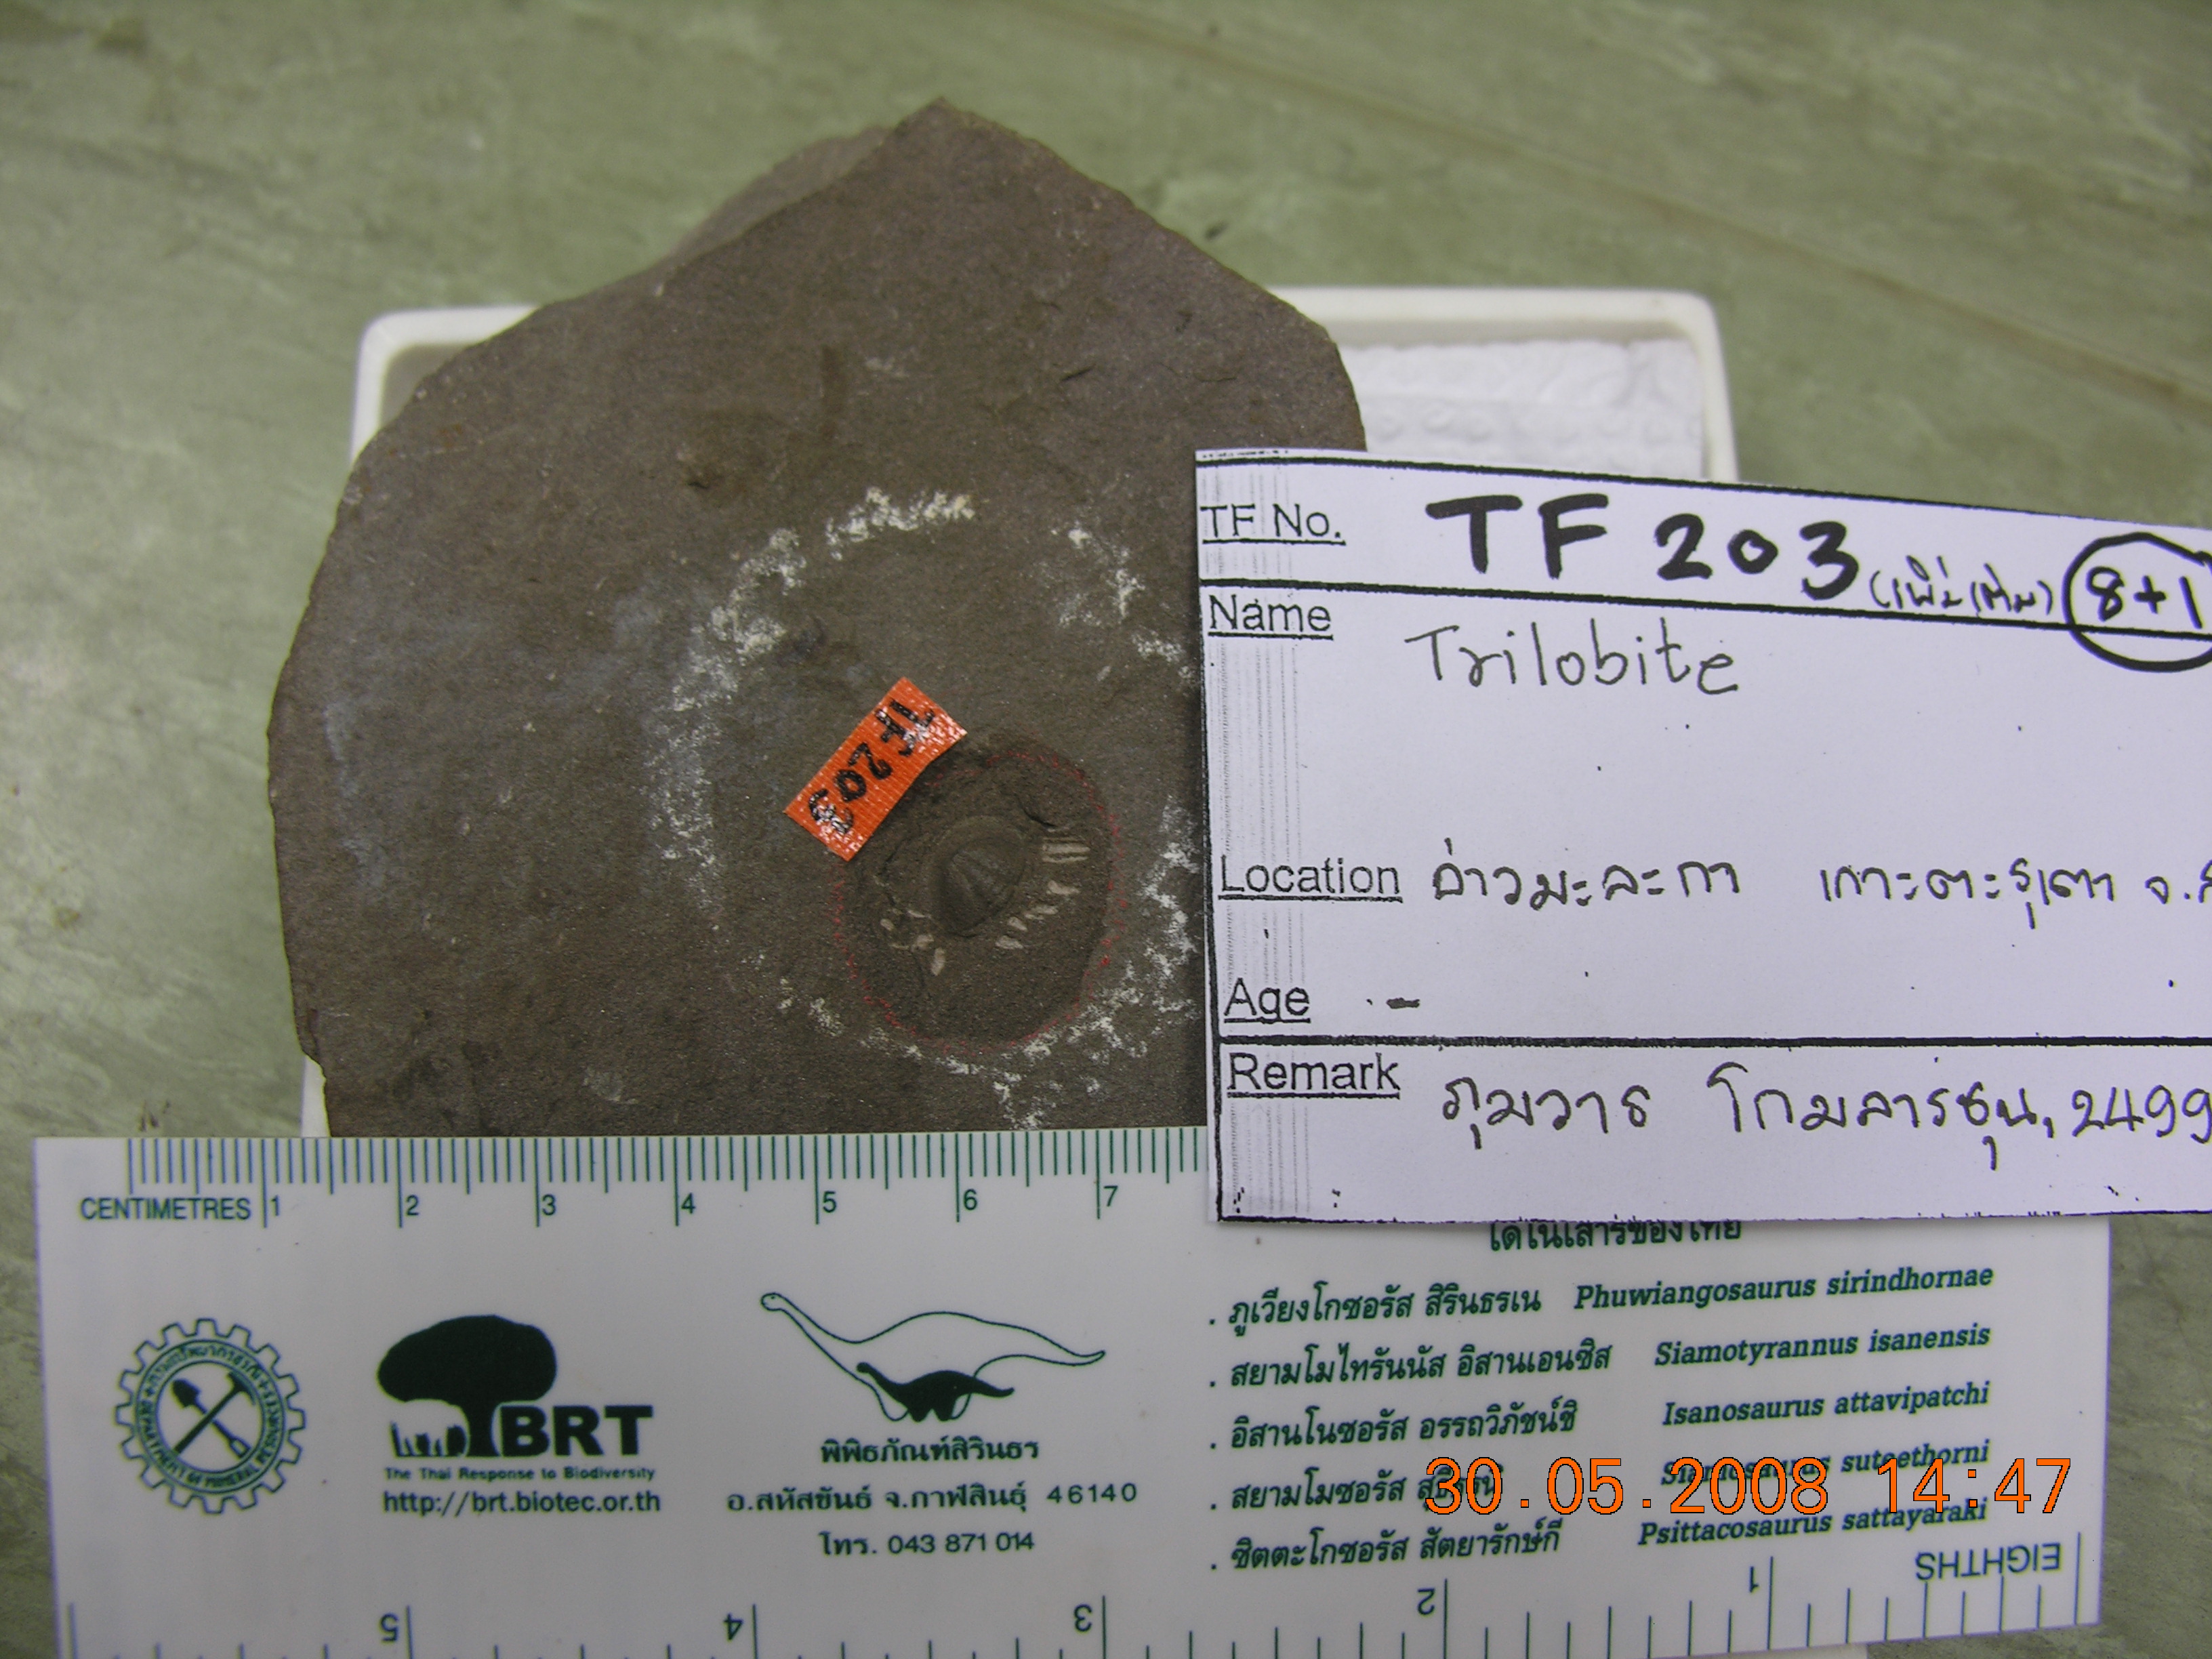 TF No. TF 203 (เพิ่มเติม) 8+1
Name Trilobite
TF203
Location อ่าวมะละกา เกาะตะรุเตา จ.
Age -
Remark ภุมวาร โกมลารชุน, 2499
CENTIMETRES 1 2 3 4 5 6 7
ไดโนเสาร์ของไทย
. ภูเวียงโกซอรัส สิรินธรเน Phuwiangosaurus sirindhornae
. สยามโมไทรันนัส อิสานเอนซิส Siamotyrannus isanensis
. อิสานโนซอรัส อรรถวิภัชน์ชิ Isanosaurus attavipatchi
. สยามโมซอรัส Siamosaurus suteethorni
. ซิตตะโกซอรัส สัตยารักษ์กี Psittacosaurus sattayaraki
BRT
The Thai Response to Biodiversity
http://brt.biotec.or.th
พิพิธภัณฑ์สิรินธร
อ.สหัสขันธ์ จ.กาฬสินธุ์ 46140
โทร. 043 871 014
DEPARTMENT OF MINERAL RESOURCES
30.05.2008 14:47
EIGHTHS
1 2 3 4 5